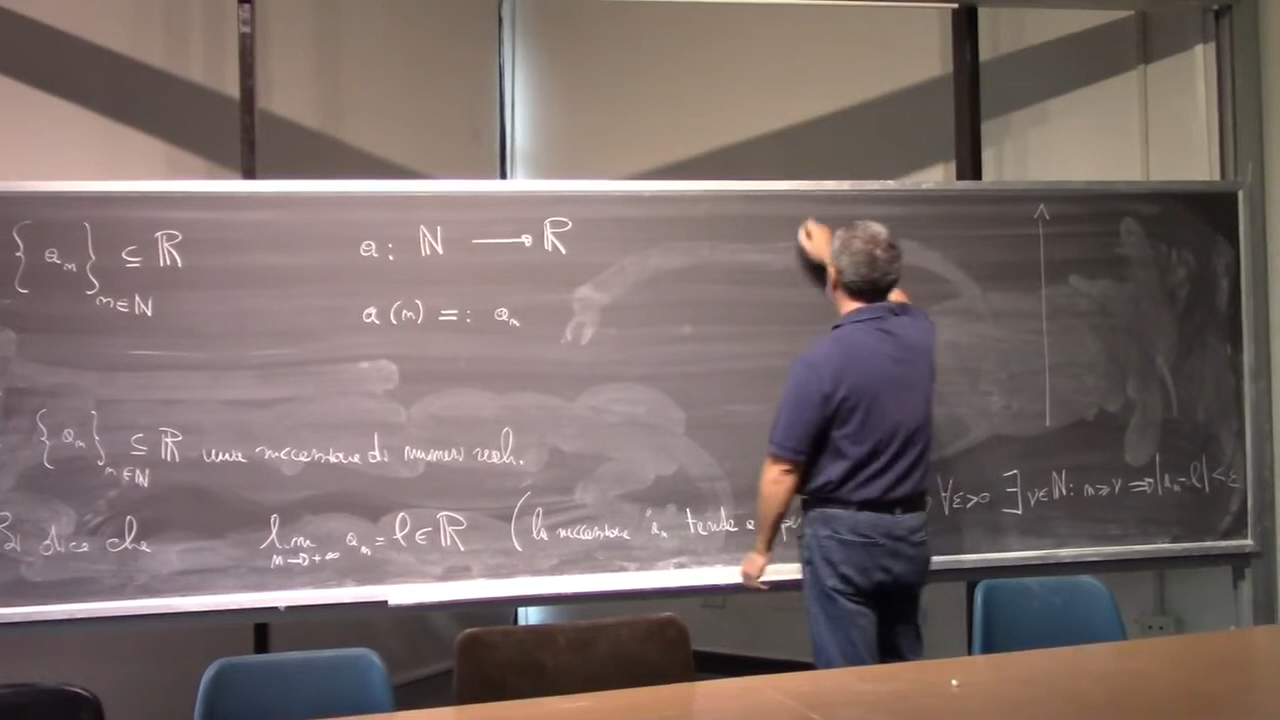 {aₙ}ₙ∈ℕ ⊆ ℝ
a: ℕ → ℝ
a(n) =: aₙ
{aₙ}ₙ∈ℕ ⊆ ℝ una successione di numeri reali.
Si dice che lim n→+∞ aₙ = l ∈ ℝ (la successione aₙ tende a
∀ε>0 ∃ν∈ℕ: n≥ν ⇒ |aₙ-l| < ε